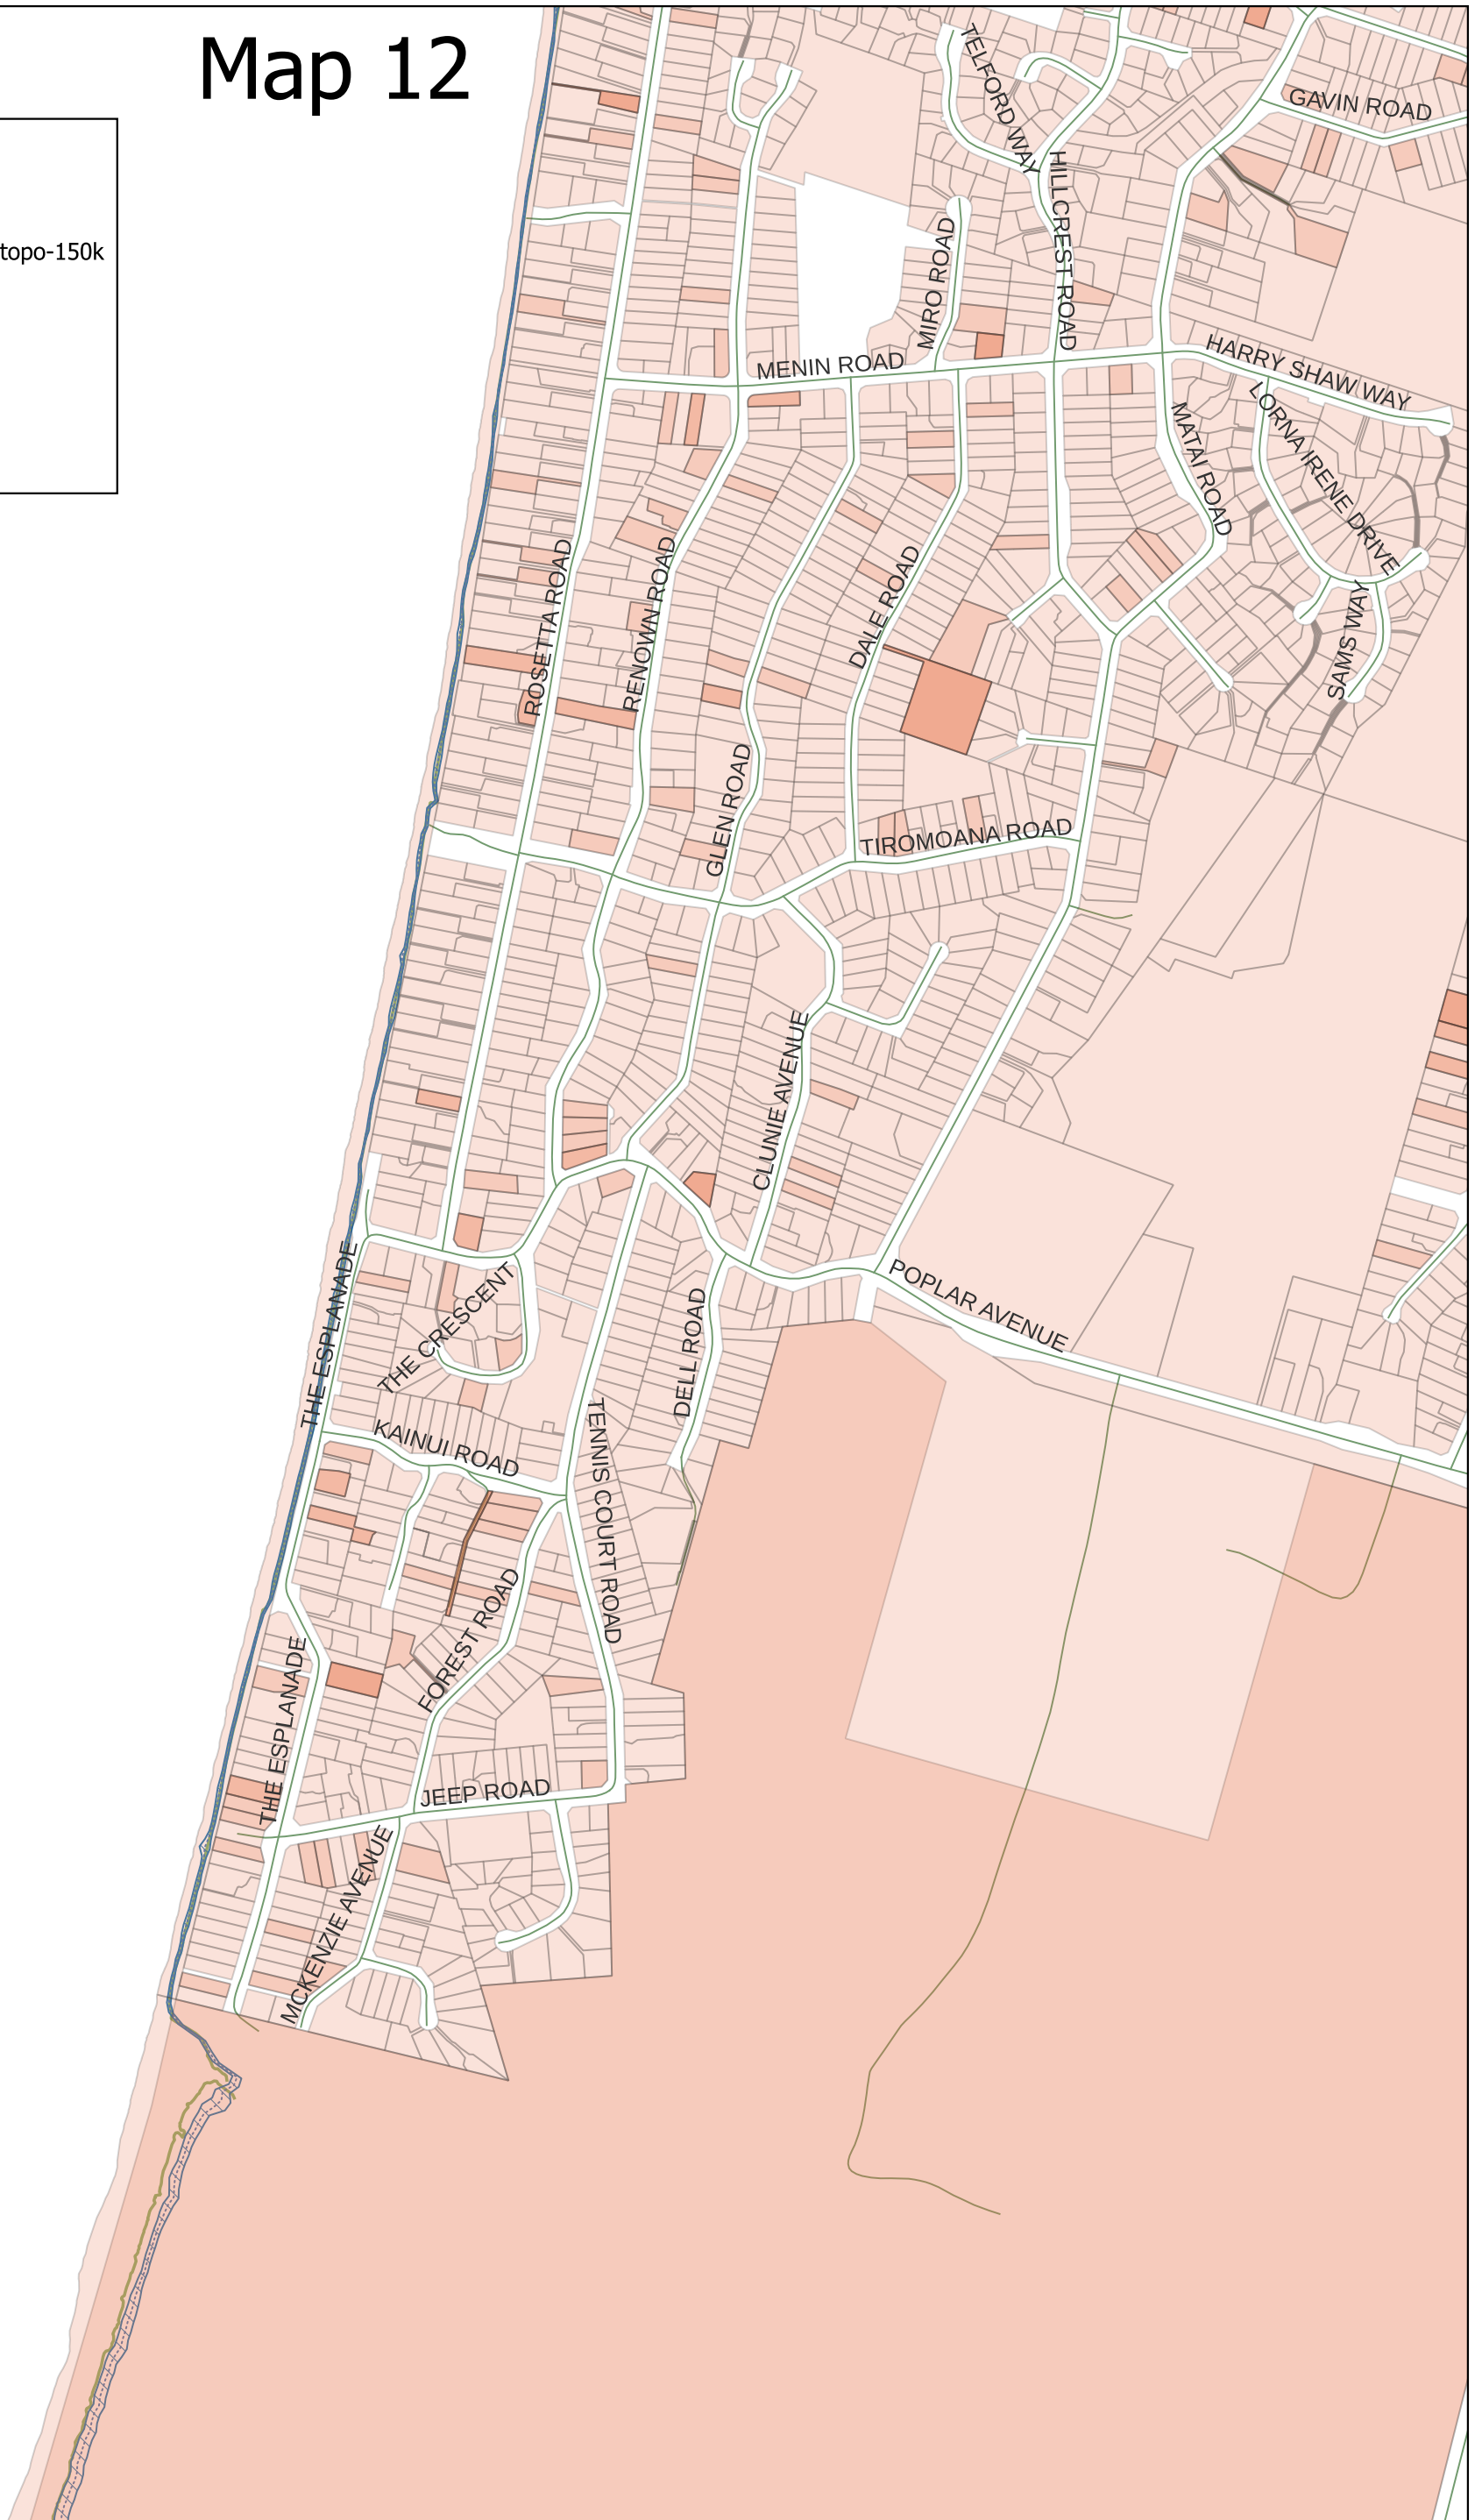 Map 12
topo-150k
TELFORD WAY
GAVIN ROAD
HILLCREST ROAD
MIRO ROAD
MENIN ROAD
HARRY SHAW WAY
LORNA IRENE DRIVE
MATAI ROAD
ROSETTA ROAD
RENOWN ROAD
DALE ROAD
SAMS WAY
GLEN ROAD
TIROMOANA ROAD
CLUNIE AVENUE
THE ESPLANADE
THE CRESCENT
POPLAR AVENUE
DELL ROAD
KAINUI ROAD
TENNIS COURT ROAD
FOREST ROAD
THE ESPLANADE
JEEP ROAD
MCKENZIE AVENUE